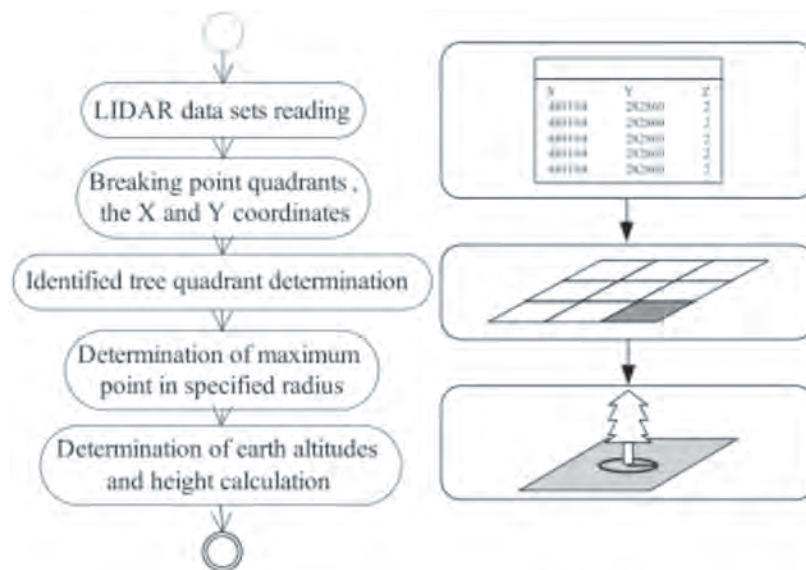 LIDAR data sets reading
Breaking point quadrants ,
the X and Y coordinates
Identified tree quadrant determination
Determination of maximum
point in specified radius
Determination of earth altitudes
and height calculation
X Y Z